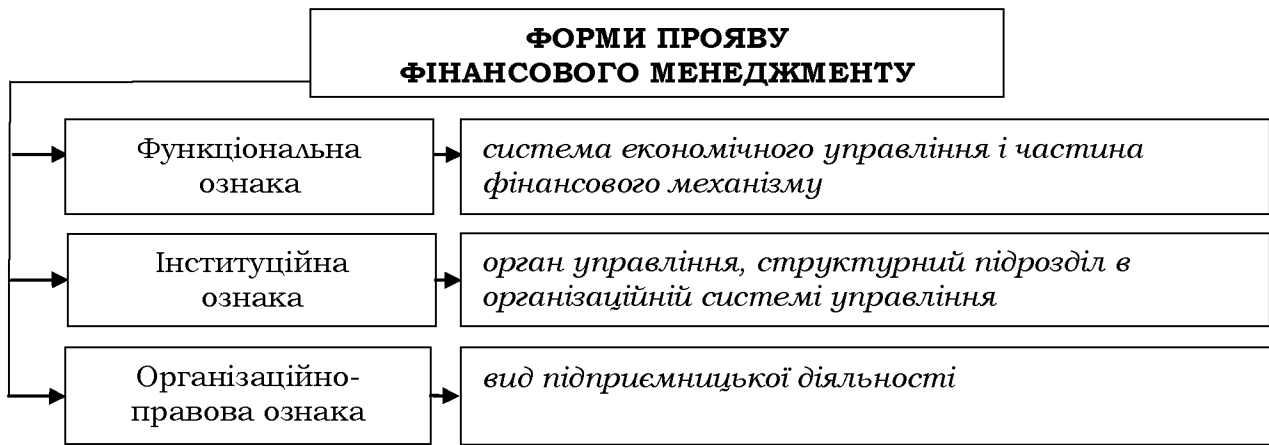 ФОРМИ ПРОЯВУ
ФІНАНСОВОГО МЕНЕДЖМЕНТУ
Функціональна
ознака
система економічного управління і частина
фінансового механізму
Інституційна
ознака
орган управління, структурний підрозділ в
організаційній системі управління
Організаційно-
правова ознака
вид підприємницької діяльності